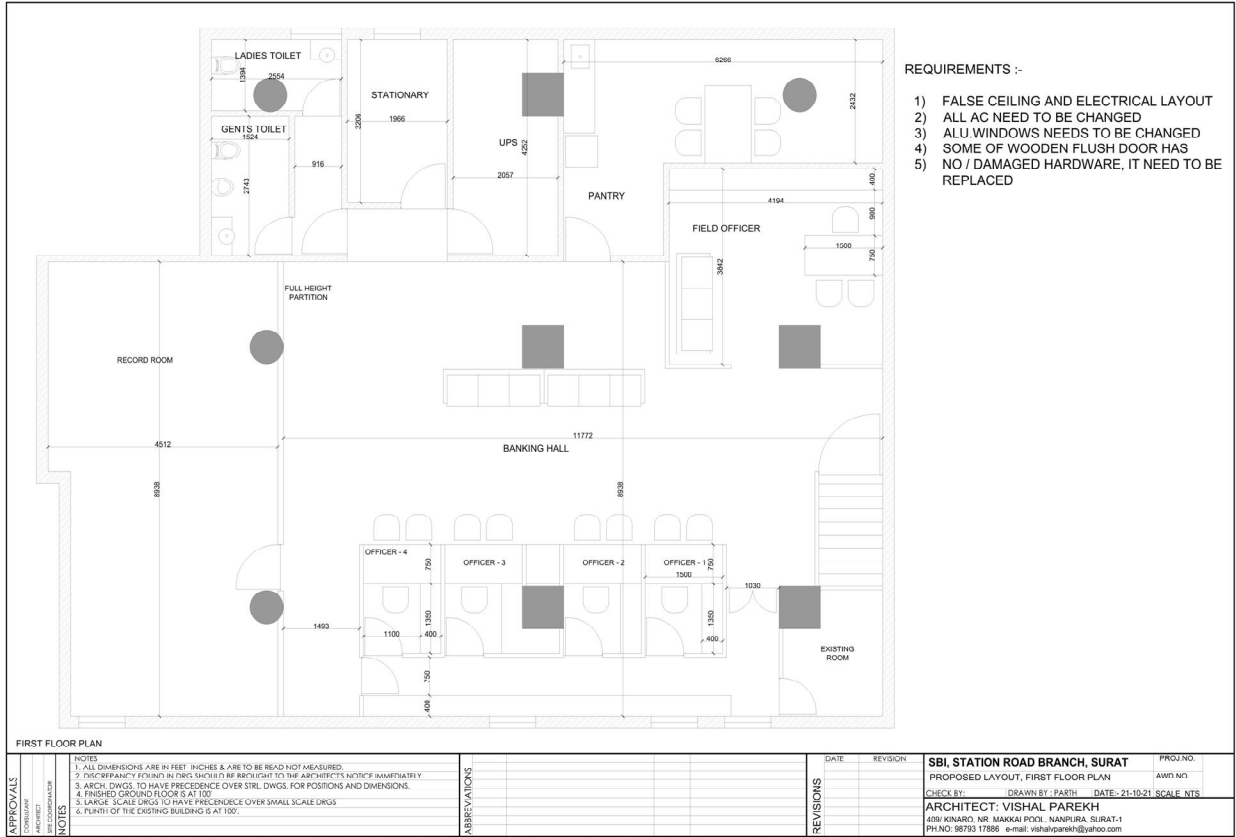 LADIES TOILET
1394
2554
STATIONARY
2206
1966
UPS
4252
2057
6266
2432
GENTS TOILET
1524
2743
916
PANTRY
4194
400
980
FIELD OFFICER
1500
750
3842
FULL HEIGHT
PARTITION
RECORD ROOM
4512
8938
11772
BANKING HALL
8938
OFFICER - 4
750
OFFICER - 3
OFFICER - 2
OFFICER - 1
750
1500
1030
1493
1100
400
1350
1350
400
750
408
EXISTING
ROOM
REQUIREMENTS :-
1) FALSE CEILING AND ELECTRICAL LAYOUT
2) ALL AC NEED TO BE CHANGED
3) ALU.WINDOWS NEEDS TO BE CHANGED
4) SOME OF WOODEN FLUSH DOOR HAS
5) NO / DAMAGED HARDWARE, IT NEED TO BE
REPLACED
FIRST FLOOR PLAN
APPROVALS
CONSULTANT
ARCHITECT
SITE COORDINATOR
NOTES
NOTES
1. ALL DIMENSIONS ARE IN FEET -INCHES & ARE TO BE READ NOT MEASURED.
2. DISCREPANCY FOUND IN DRG SHOULD BE BROUGHT TO THE ARCHITECT'S NOTICE IMMEDIATELY
3. ARCH. DWGS. TO HAVE PRECEDENCE OVER STRL. DWGS. FOR POSITIONS AND DIMENSIONS.
4. FINISHED GROUND FLOOR IS AT 100'
5. LARGE SCALE DRGS TO HAVE PRECENDECE OVER SMALL SCALE DRGS
6. PLINTH OF THE EXISTING BUILDING IS AT 100'.
ABBREVIATIONS
REVISIONS
DATE REVISION
SBI, STATION ROAD BRANCH, SURAT
PROJ.NO.
PROPOSED LAYOUT, FIRST FLOOR PLAN
CHECK BY: DRAWN BY : PARTH DATE:- 21-10-21 SCALE NTS
ARCHITECT: VISHAL PAREKH
409/ KINARO, NR. MAKKAI POOL, NANPURA, SURAT-1
PH.NO: 98793 17886 e-mail: vishalvparekh@yahoo.com